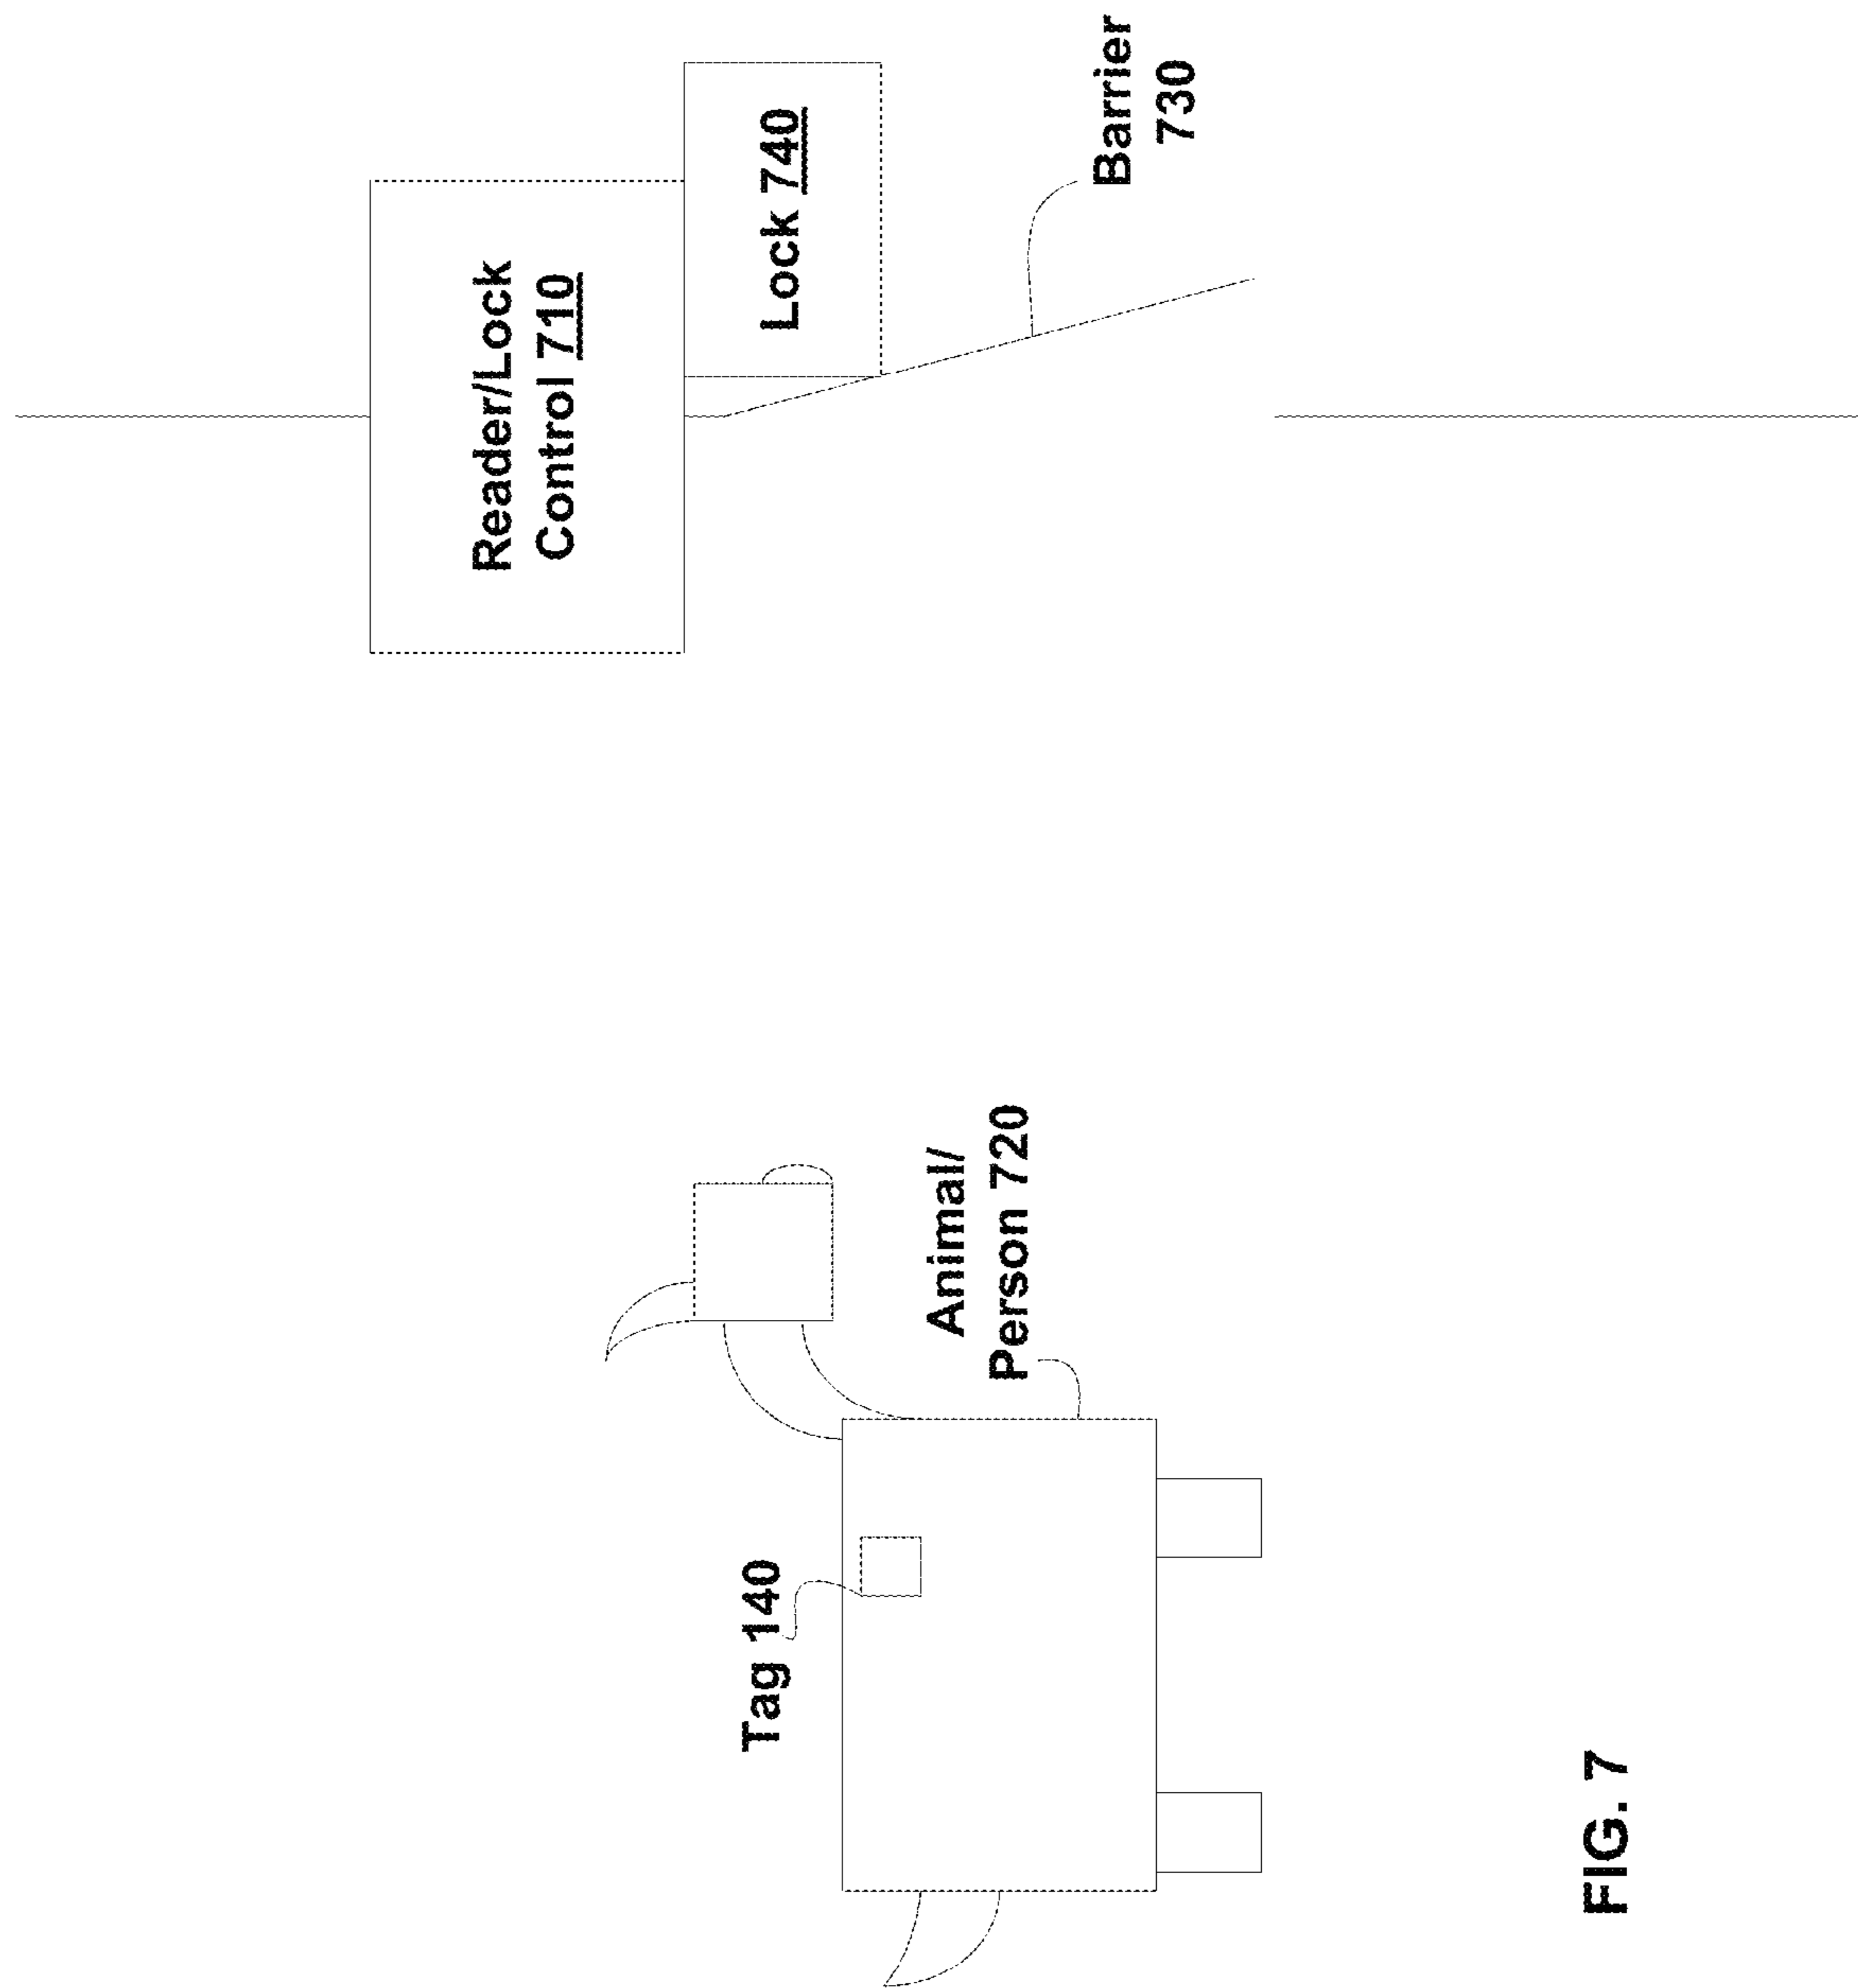 Reader/Lock
Control 710
Lock 740
Barrier
730
Tag 140
Animal/
Person 720
FIG. 7